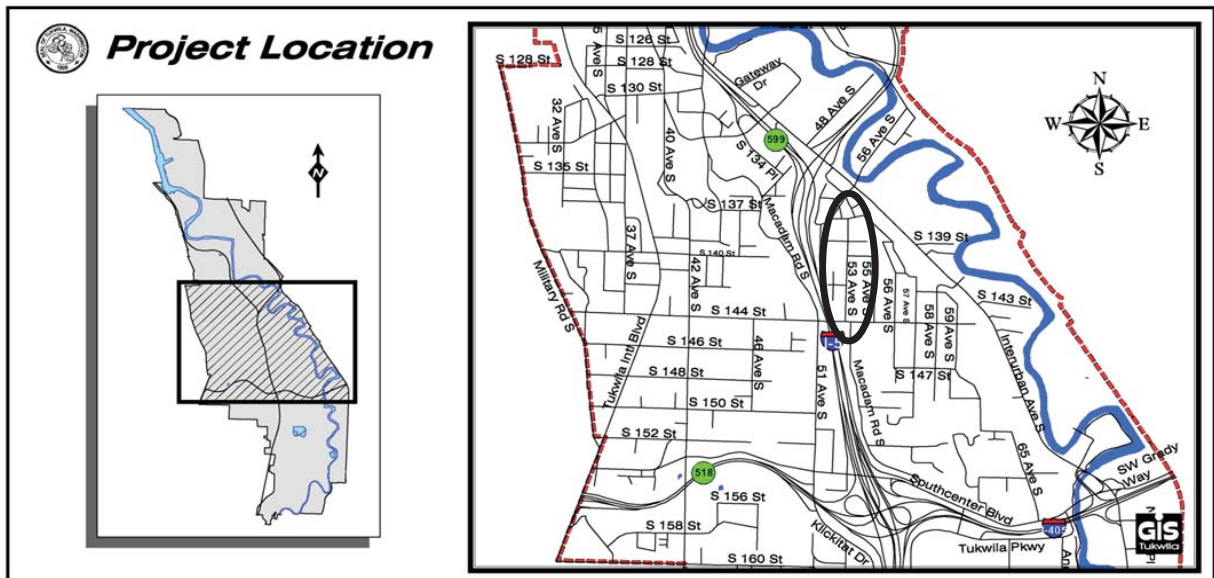 Project Location
N
N
W
E
S
S 126 St
S 128 St
S 128 St
S 130 St
5 Ave S
Gateway Dr
32 Ave S
40 Ave S
48 Ave S
56 Ave S
599
S 134 Pl
S 135 St
S 137 St
Macadam Rd S
37 Ave S
S 139 St
S 140 St
42 Ave S
53 Ave S
55 Ave S
56 Ave S
57 Ave S
58 Ave S
59 Ave S
S 143 St
Military Rd S
S 144 St
Tukwila Intl Blvd
S 146 St
46 Ave S
S 147 St
S 148 St
51 Ave S
Macadam Rd S
Interurban Ave S
S 150 St
S 152 St
65 Ave S
SW Grady Way
518
Southcenter Blvd
S 156 St
S 158 St
Klickitat Dr
I-405
Tukwila Pkwy
S 160 St
GIS
Tukwila